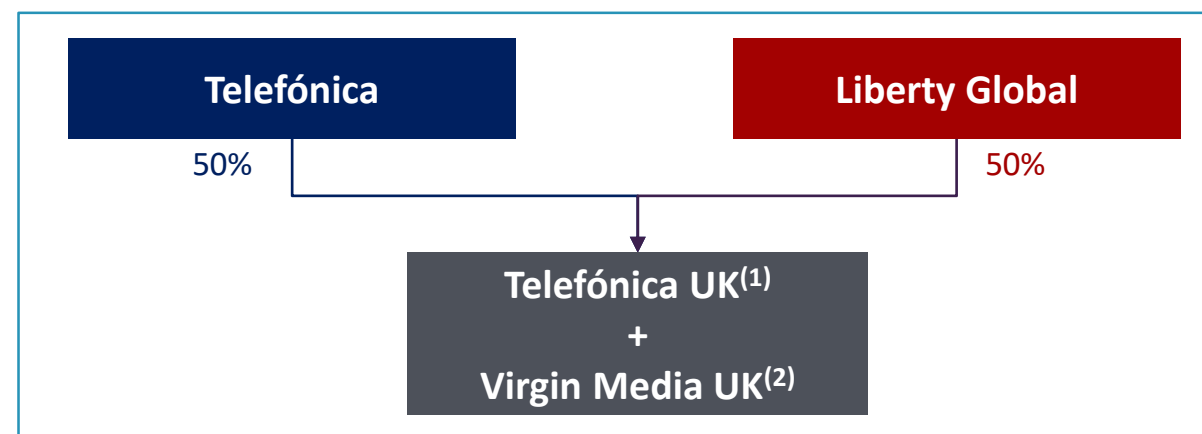 Telefónica
Liberty Global
50%
50%
Telefónica UK(1)
+
Virgin Media UK(2)